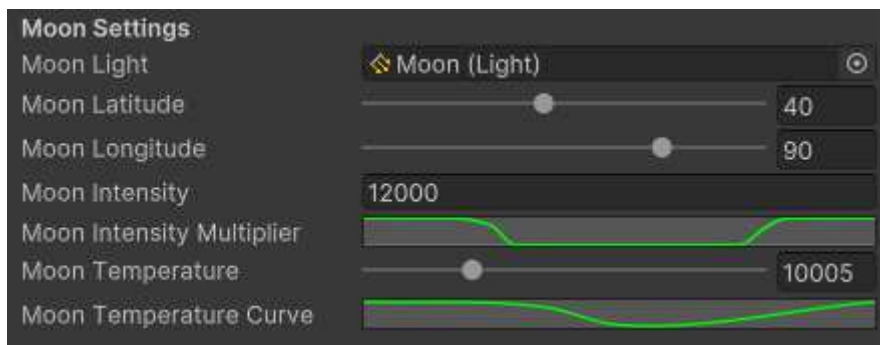 Moon Settings
Moon Light Moon (Light)
Moon Latitude 40
Moon Longitude 90
Moon Intensity 12000
Moon Intensity Multiplier
Moon Temperature 10005
Moon Temperature Curve